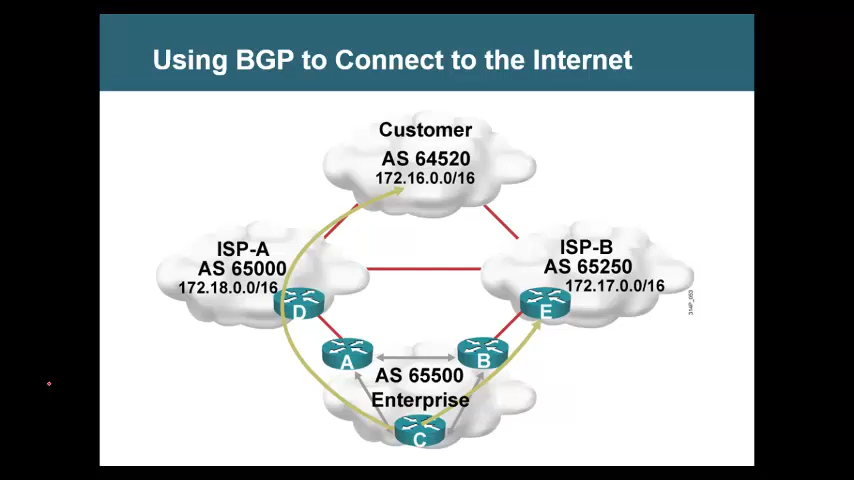 Using BGP to Connect to the Internet
Customer
AS 64520
172.16.0.0/16
ISP-A
AS 65000
172.18.0.0/16
D
ISP-B
AS 65250
172.17.0.0/16
E
314P_063
A
B
AS 65500
Enterprise
C